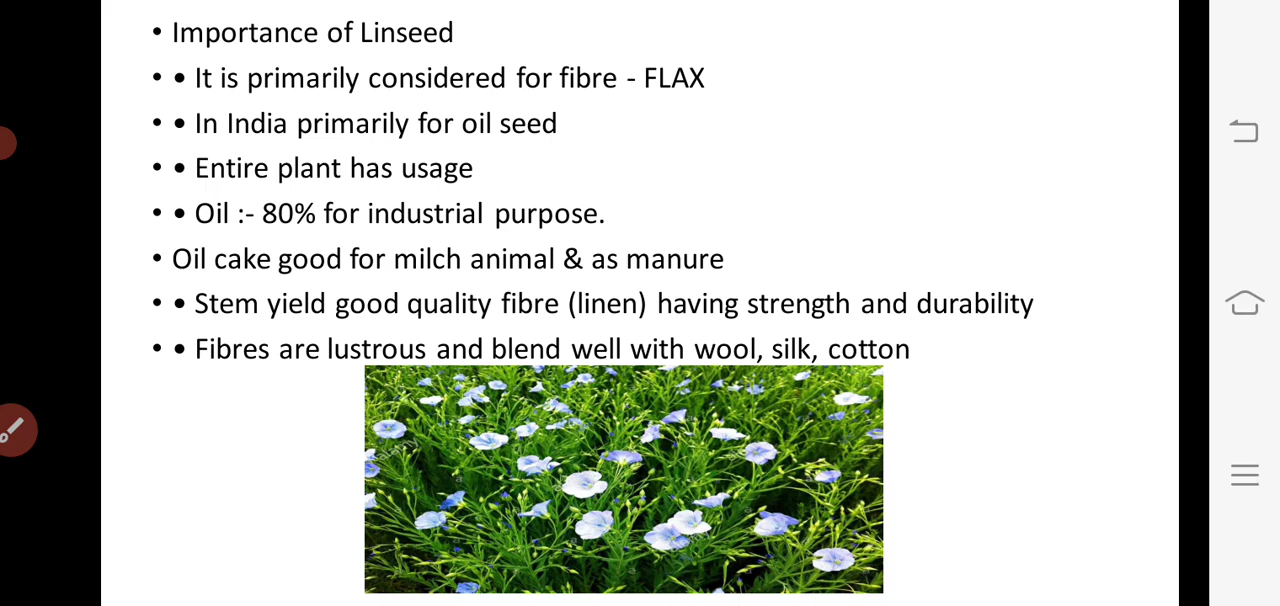 • Importance of Linseed
• • It is primarily considered for fibre - FLAX
• • In India primarily for oil seed
• • Entire plant has usage
• • Oil :- 80% for industrial purpose.
• Oil cake good for milch animal & as manure
• • Stem yield good quality fibre (linen) having strength and durability
• • Fibres are lustrous and blend well with wool, silk, cotton